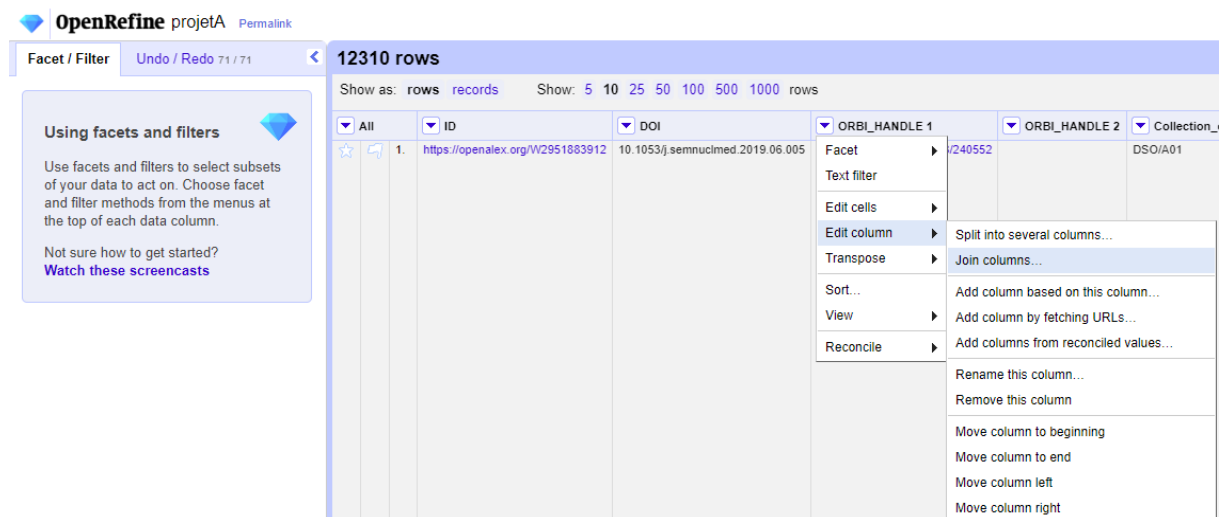 OpenRefine projetA Permalink
Facet / Filter Undo / Redo 71 / 71
12310 rows
Show as: rows records Show: 5 10 25 50 100 500 1000 rows
All ID DOI ORBI_HANDLE 1 ORBI_HANDLE 2 Collection_
1. https://openalex.org/W2951883912 10.1053/j.semnuclmed.2019.06.005 /240552 DSO/A01
Using facets and filters
Use facets and filters to select subsets
of your data to act on. Choose facet
and filter methods from the menus at
the top of each data column.
Not sure how to get started?
Watch these screencasts
Facet
Text filter
Edit cells
Edit column
Transpose
Sort...
View
Reconcile
Split into several columns...
Join columns...
Add column based on this column...
Add column by fetching URLs...
Add columns from reconciled values...
Rename this column...
Remove this column
Move column to beginning
Move column to end
Move column left
Move column right